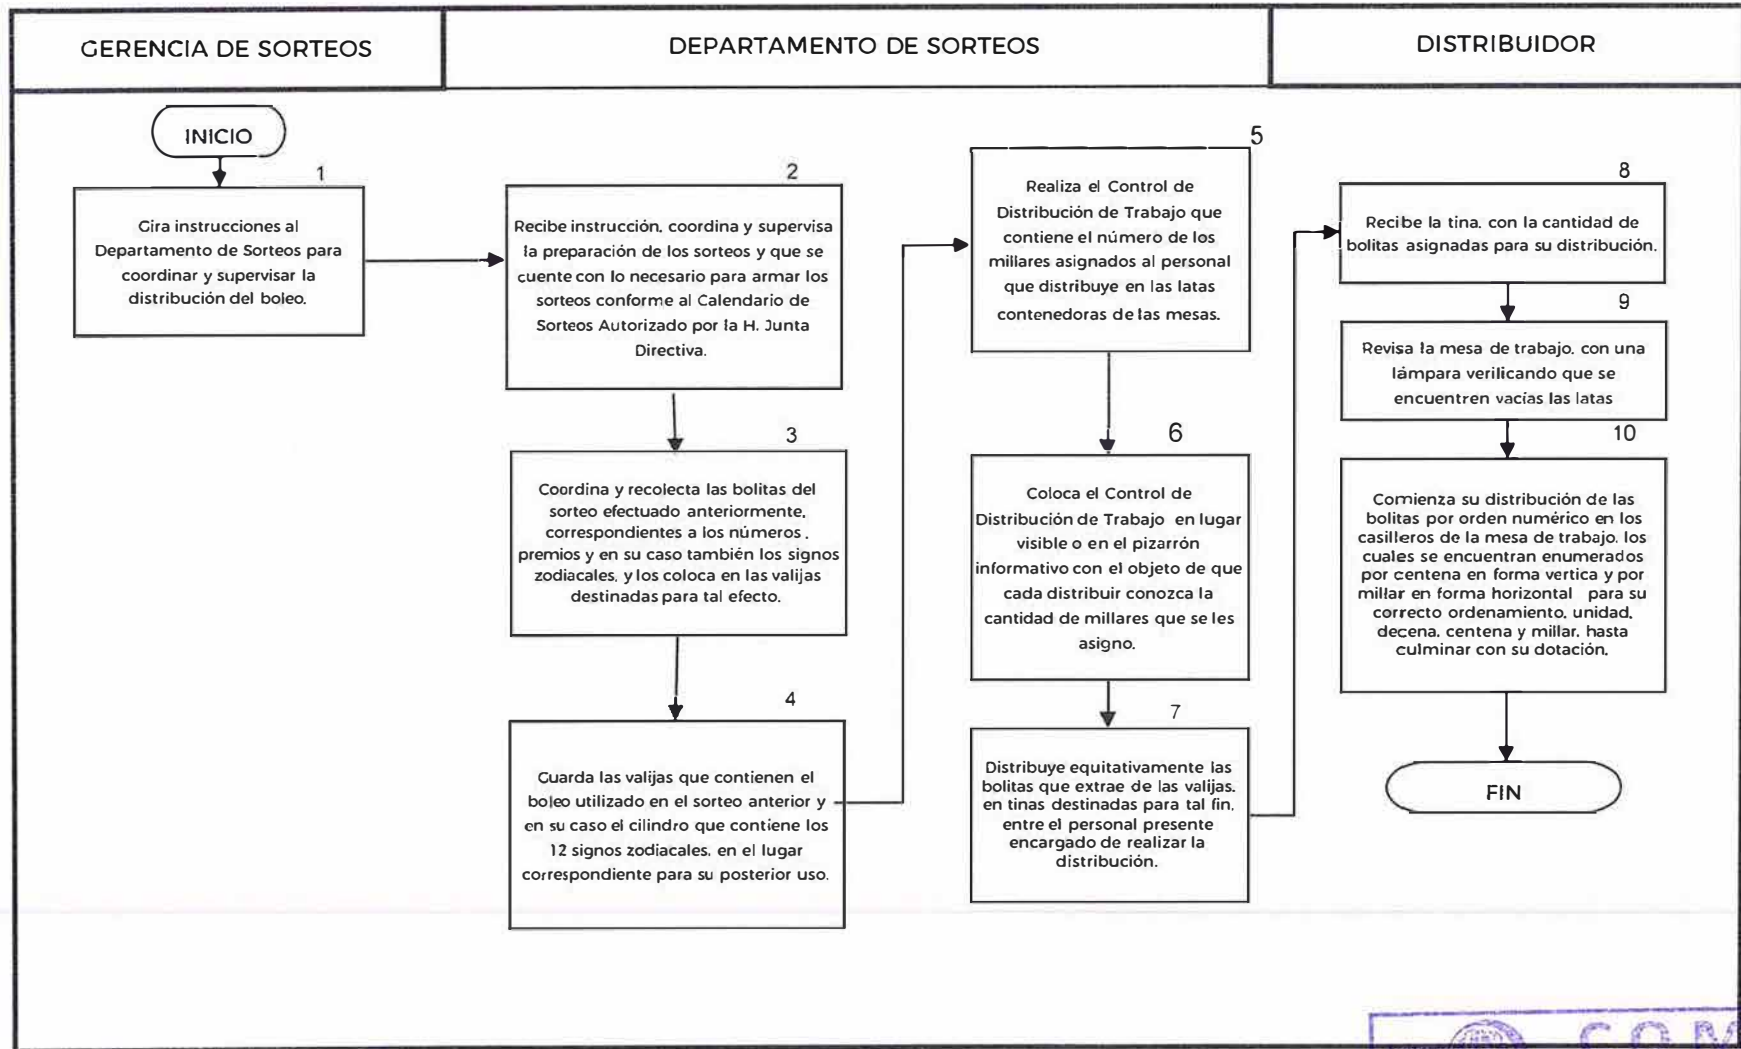 GERENCIA DE SORTEOS
DEPARTAMENTO DE SORTEOS
DISTRIBUIDOR
INICIO
1
Gira instrucciones al
Departamento de Sorteos para
coordinar y supervisar la
distribución del boleo.
2
Recibe instrucción, coordina y supervisa
la preparación de los sorteos y que se
cuente con lo necesario para armar los
sorteos conforme al Calendario de
Sorteos Autorizado por la H. Junta
Directiva.
3
Coordina y recolecta las bolitas del
sorteo efectuado anteriormente,
correspondientes a los números,
premios y en su caso también los signos
zodiacales, y los coloca en las valijas
destinadas para tal efecto.
4
Guarda las valijas que contienen el
boleo utilizado en el sorteo anterior y
en su caso el cilindro que contiene los
12 signos zodiacales, en el lugar
correspondiente para su posterior uso.
5
Realiza el Control de
Distribución de Trabajo que
contiene el número de los
millares asignados al personal
que distribuye en las latas
contenedoras de las mesas.
6
Coloca el Control de
Distribución de Trabajo en lugar
visible o en el pizarrón
informativo con el objeto de que
cada distribuir conozca la
cantidad de millares que se les
asigno.
7
Distribuye equitativamente las
bolitas que extrae de las valijas,
en tinas destinadas para tal fin,
entre el personal presente
encargado de realizar la
distribución.
8
Recibe la tina, con la cantidad de
bolitas asignadas para su distribución.
9
Revisa la mesa de trabajo, con una
lámpara verificando que se
encuentren vacías las latas
10
Comienza su distribución de las
bolitas por orden numérico en los
casilleros de la mesa de trabajo, los
cuales se encuentran enumerados
por centena en forma vertica y por
millar en forma horizontal para su
correcto ordenamiento, unidad,
decena, centena y millar, hasta
culminar con su dotación.
FIN